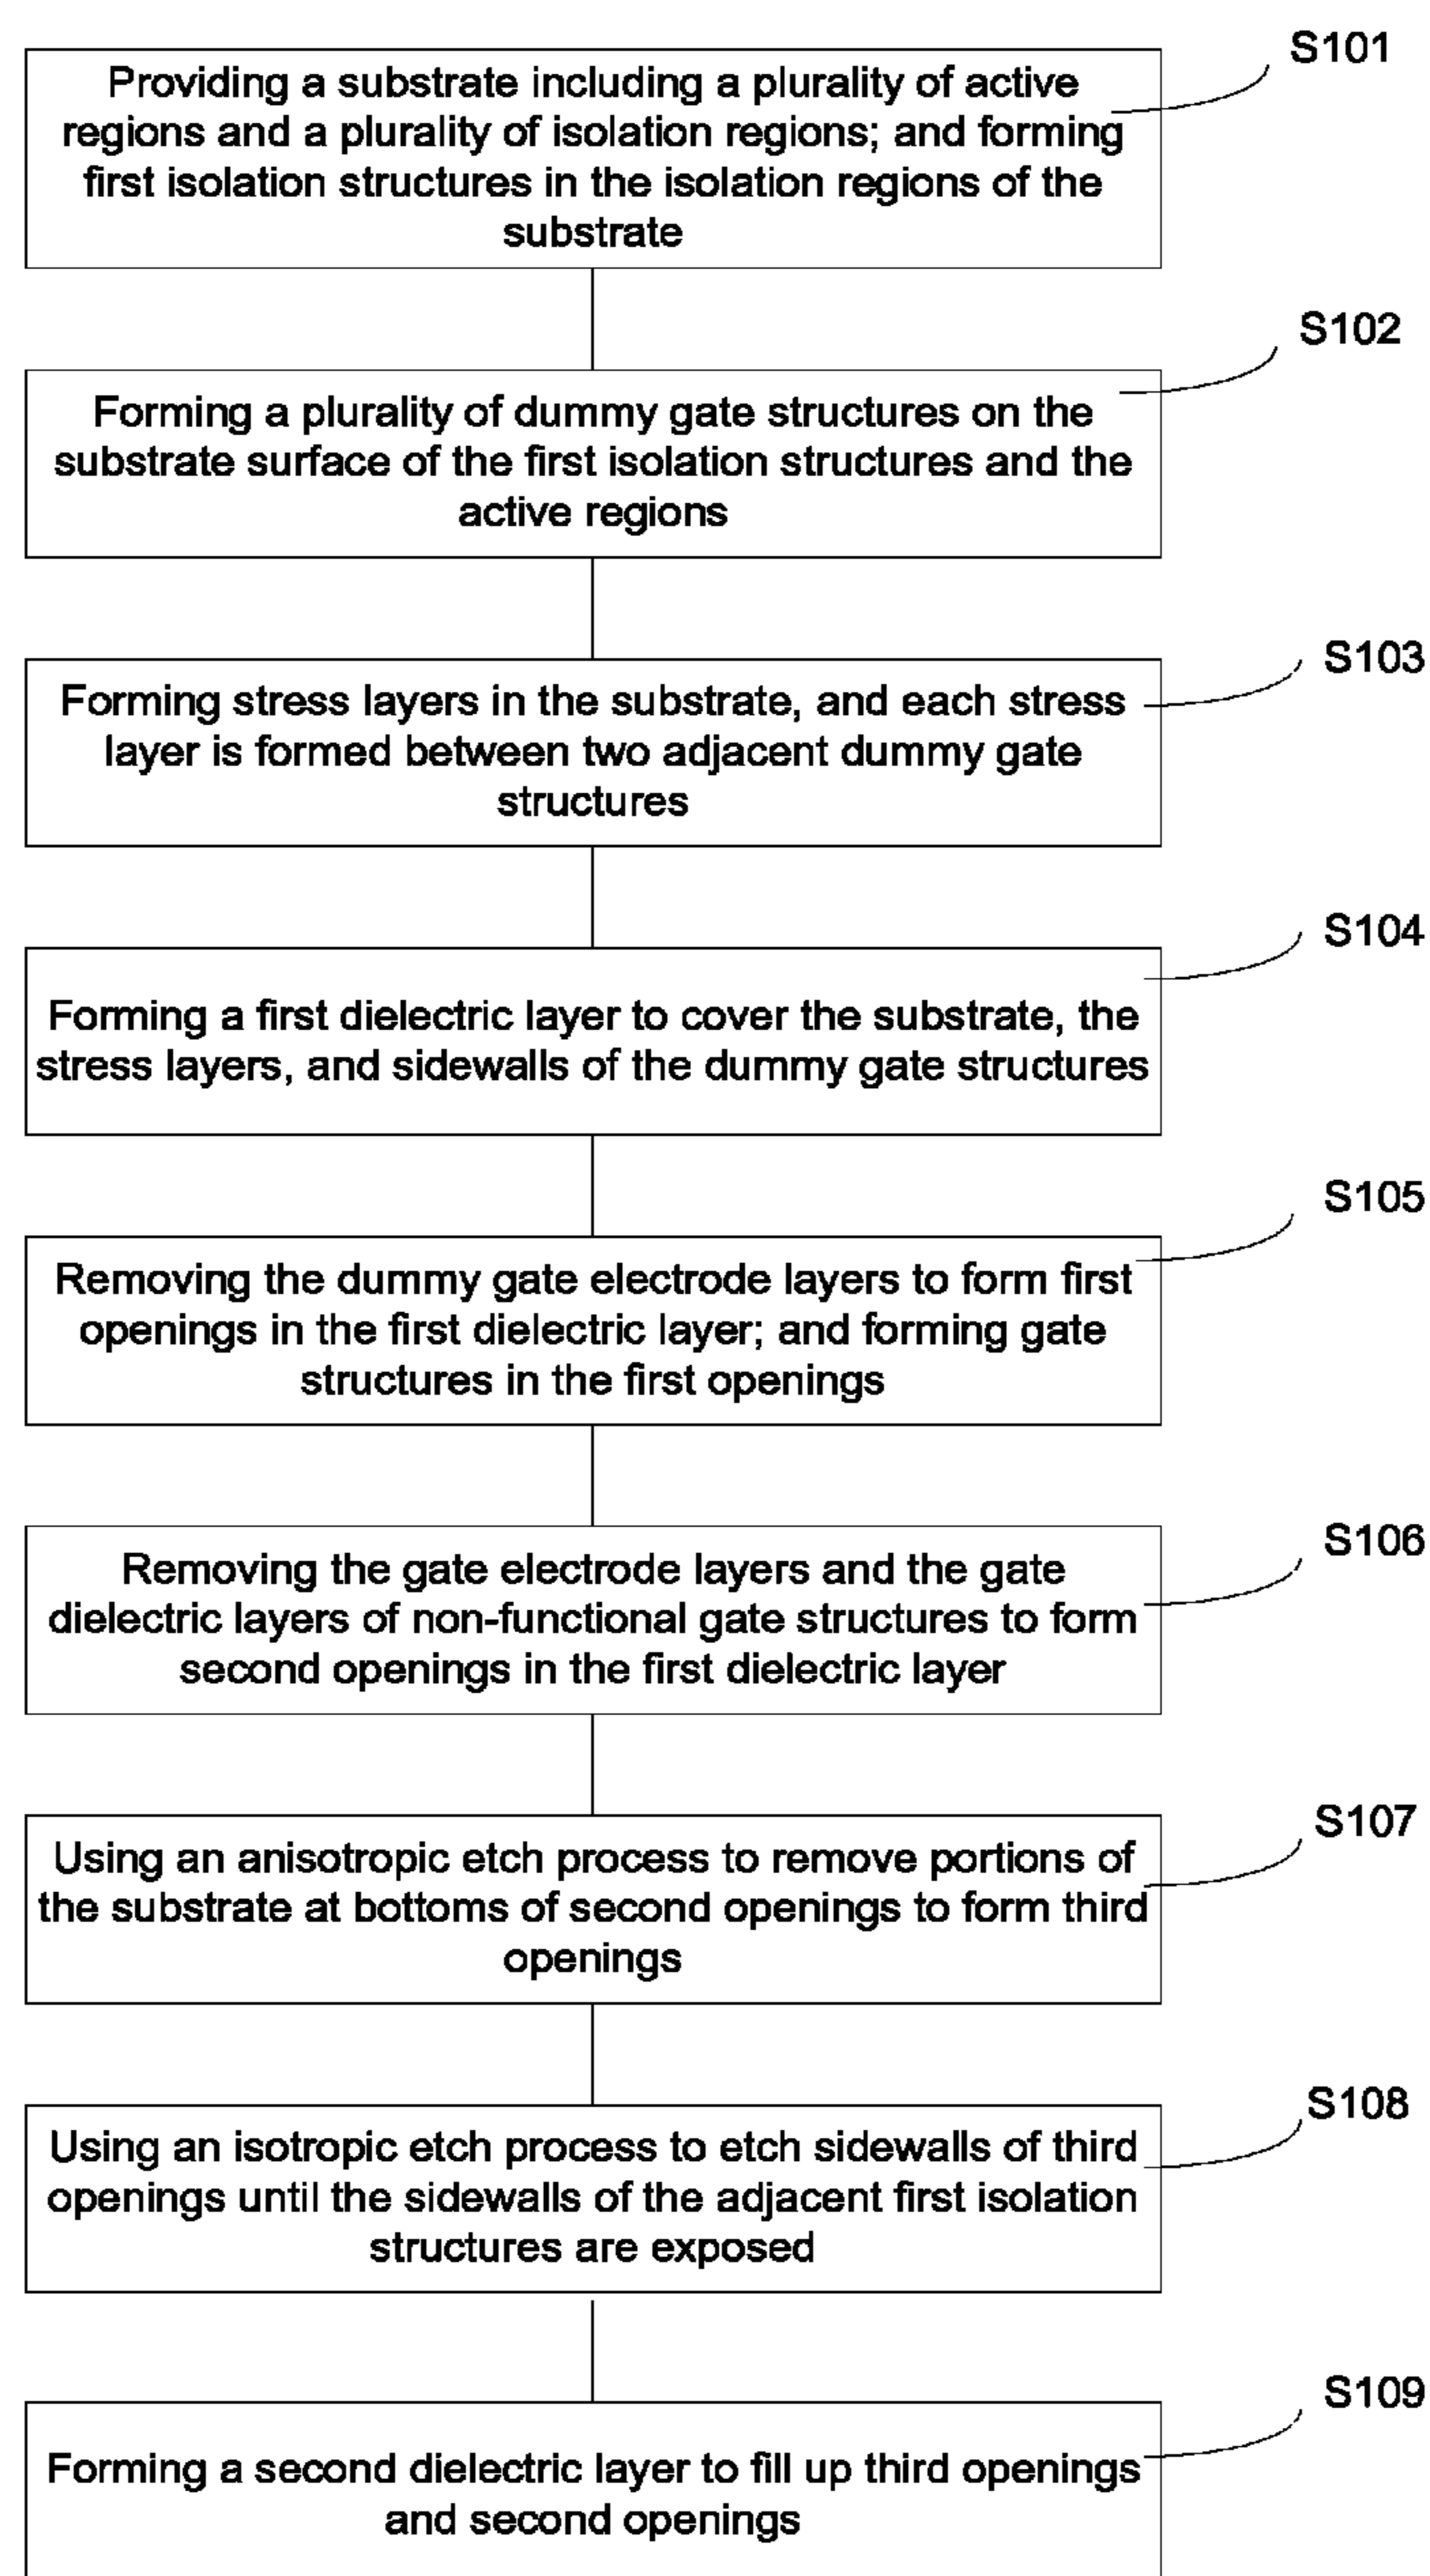 S101
Providing a substrate including a plurality of active
regions and a plurality of isolation regions; and forming
first isolation structures in the isolation regions of the
substrate
S102
Forming a plurality of dummy gate structures on the
substrate surface of the first isolation structures and the
active regions
S103
Forming stress layers in the substrate, and each stress
layer is formed between two adjacent dummy gate
structures
S104
Forming a first dielectric layer to cover the substrate, the
stress layers, and sidewalls of the dummy gate structures
S105
Removing the dummy gate electrode layers to form first
openings in the first dielectric layer; and forming gate
structures in the first openings
S106
Removing the gate electrode layers and the gate
dielectric layers of non-functional gate structures to form
second openings in the first dielectric layer
S107
Using an anisotropic etch process to remove portions of
the substrate at bottoms of second openings to form third
openings
S108
Using an isotropic etch process to etch sidewalls of third
openings until the sidewalls of the adjacent first isolation
structures are exposed
S109
Forming a second dielectric layer to fill up third openings
and second openings